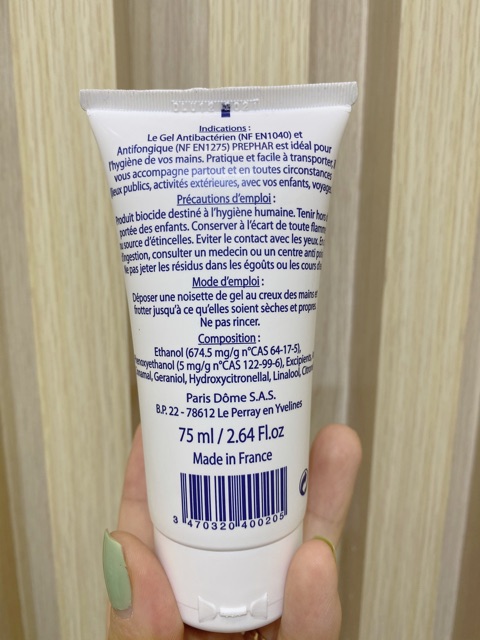 Indications :
Le Gel Antibactérien (NF EN1040) et
Antifongique (NF EN1275) PREPHAR est idéal pour
l'hygiène de vos mains. Pratique et facile à transporter, il
vous accompagne partout et en toutes circonstances
lieux publics, activités extérieures, avec vos enfants, voyage
Précautions d'emploi :
Produit biocide destiné à l'hygiène humaine. Tenir hors
portée des enfants. Conserver à l'écart de toute flamme
ou source d'étincelles. Eviter le contact avec les yeux. En
d'ingestion, consulter un medecin ou un centre anti poi
Ne pas jeter les résidus dans les égoûts ou les cours d'e
Mode d'emploi :
Déposer une noisette de gel au creux des mains et
frotter jusqu'à ce qu'elles soient sèches et propres
Ne pas rincer.
Composition :
Ethanol (674.5 mg/g n°CAS 64-17-5),
enoxyethanol (5 mg/g n°CAS 122-99-6), Excipients,
Geraniol, Hydroxycitronellal, Linalool, Citron
Paris Dôme S.A.S.
B.P. 22 - 78612 Le Perray en Yvelines
75 ml / 2.64 Fl.oz
Made in France
3 470320 400205